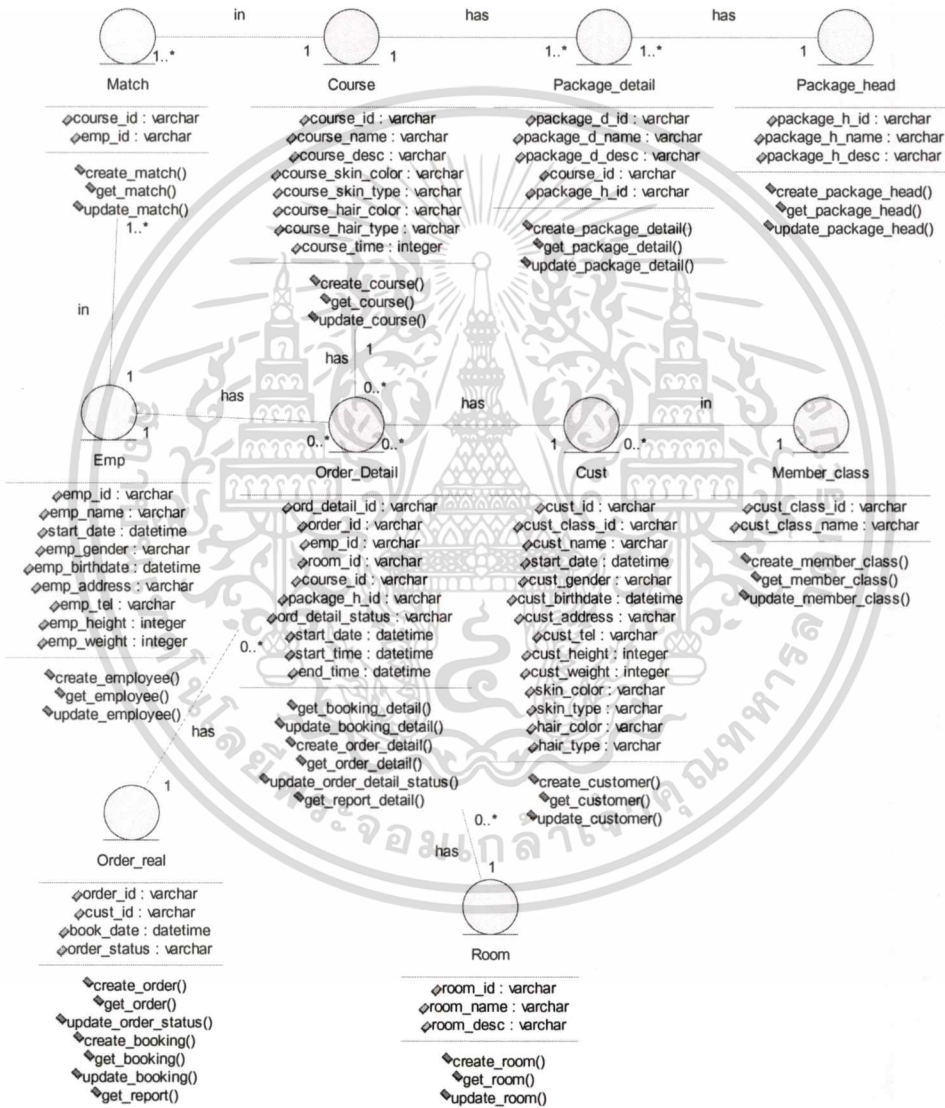 in
has
has
1..*
1
1
1..*
1..*
1
Match
course_id : varchar
emp_id : varchar
create_match()
get_match()
update_match()
Course
course_id : varchar
course_name : varchar
course_desc : varchar
course_skin_color : varchar
course_skin_type : varchar
course_hair_color : varchar
course_hair_type : varchar
course_time : integer
create_course()
get_course()
update_course()
Package_detail
package_d_id : varchar
package_d_name : varchar
package_d_desc : varchar
course_id : varchar
package_h_id : varchar
create_package_detail()
get_package_detail()
update_package_detail()
Package_head
package_h_id : varchar
package_h_name : varchar
package_h_desc : varchar
create_package_head()
get_package_head()
update_package_head()
1..*
in
1
has
1
0..*
has
has
in
1
0..*
0..*
1
0..*
1
Emp
emp_id : varchar
emp_name : varchar
start_date : datetime
emp_gender : varchar
emp_birthdate : datetime
emp_address : varchar
emp_tel : varchar
emp_height : integer
emp_weight : integer
create_employee()
get_employee()
update_employee()
Order_Detail
ord_detail_id : varchar
order_id : varchar
emp_id : varchar
room_id : varchar
course_id : varchar
package_h_id : varchar
ord_detail_status : varchar
start_date : datetime
start_time : datetime
end_time : datetime
get_booking_detail()
update_booking_detail()
create_order_detail()
get_order_detail()
update_order_detail_status()
get_report_detail()
Cust
cust_id : varchar
cust_class_id : varchar
cust_name : varchar
start_date : datetime
cust_gender : varchar
cust_birthdate : datetime
cust_address : varchar
cust_tel : varchar
cust_height : integer
cust_weight : integer
skin_color : varchar
skin_type : varchar
hair_color : varchar
hair_type : varchar
create_customer()
get_customer()
update_customer()
Member_class
cust_class_id : varchar
cust_class_name : varchar
create_member_class()
get_member_class()
update_member_class()
0..*
has
1
0..*
has
1
Order_real
order_id : varchar
cust_id : varchar
book_date : datetime
order_status : varchar
create_order()
get_order()
update_order_status()
create_booking()
get_booking()
update_booking()
get_report()
Room
room_id : varchar
room_name : varchar
room_desc : varchar
create_room()
get_room()
update_room()